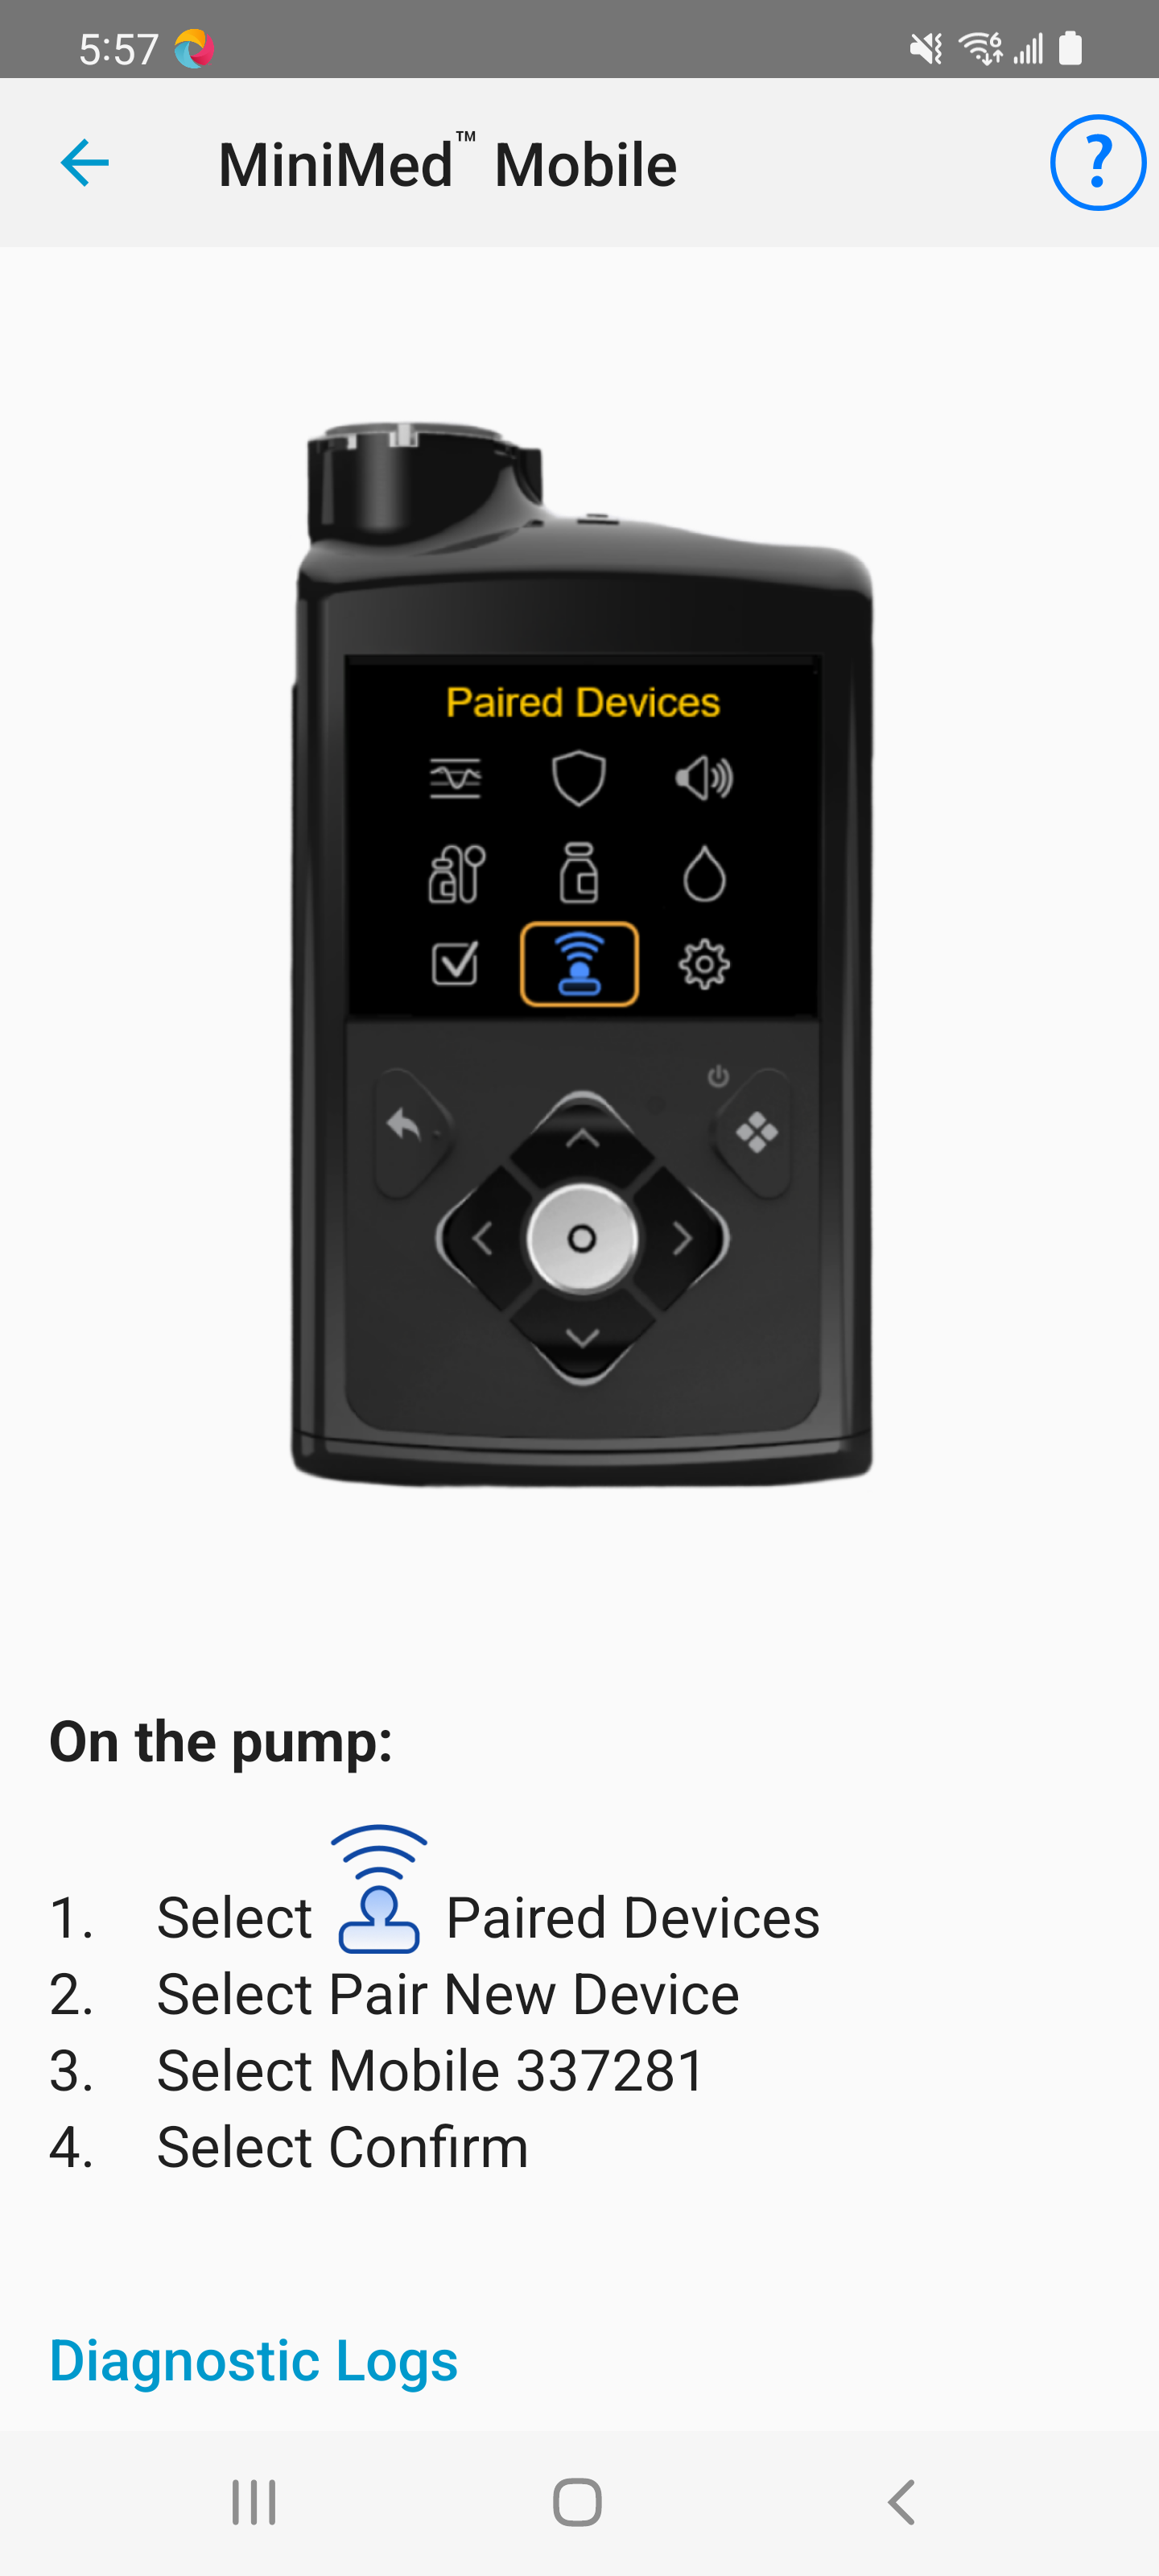 5:57
MiniMed™ Mobile
?
Paired Devices
On the pump:
1. Select Paired Devices
2. Select Pair New Device
3. Select Mobile 337281
4. Select Confirm
Diagnostic Logs